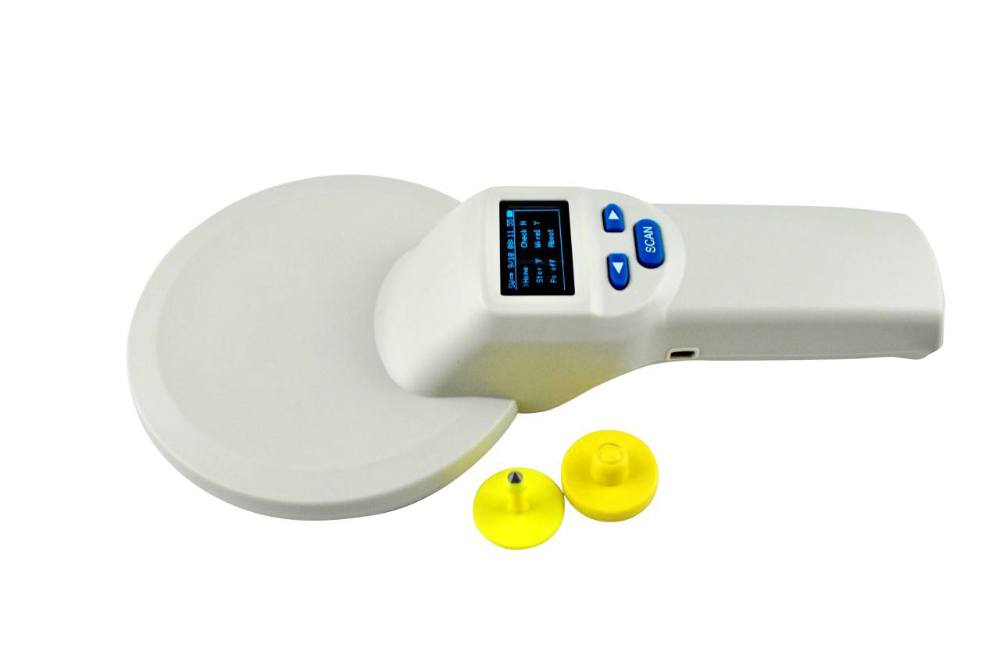 SW⇒ 9/10 08:11 55
>Home Check N
Stor Y Wirel Y
Po off About
SCAN